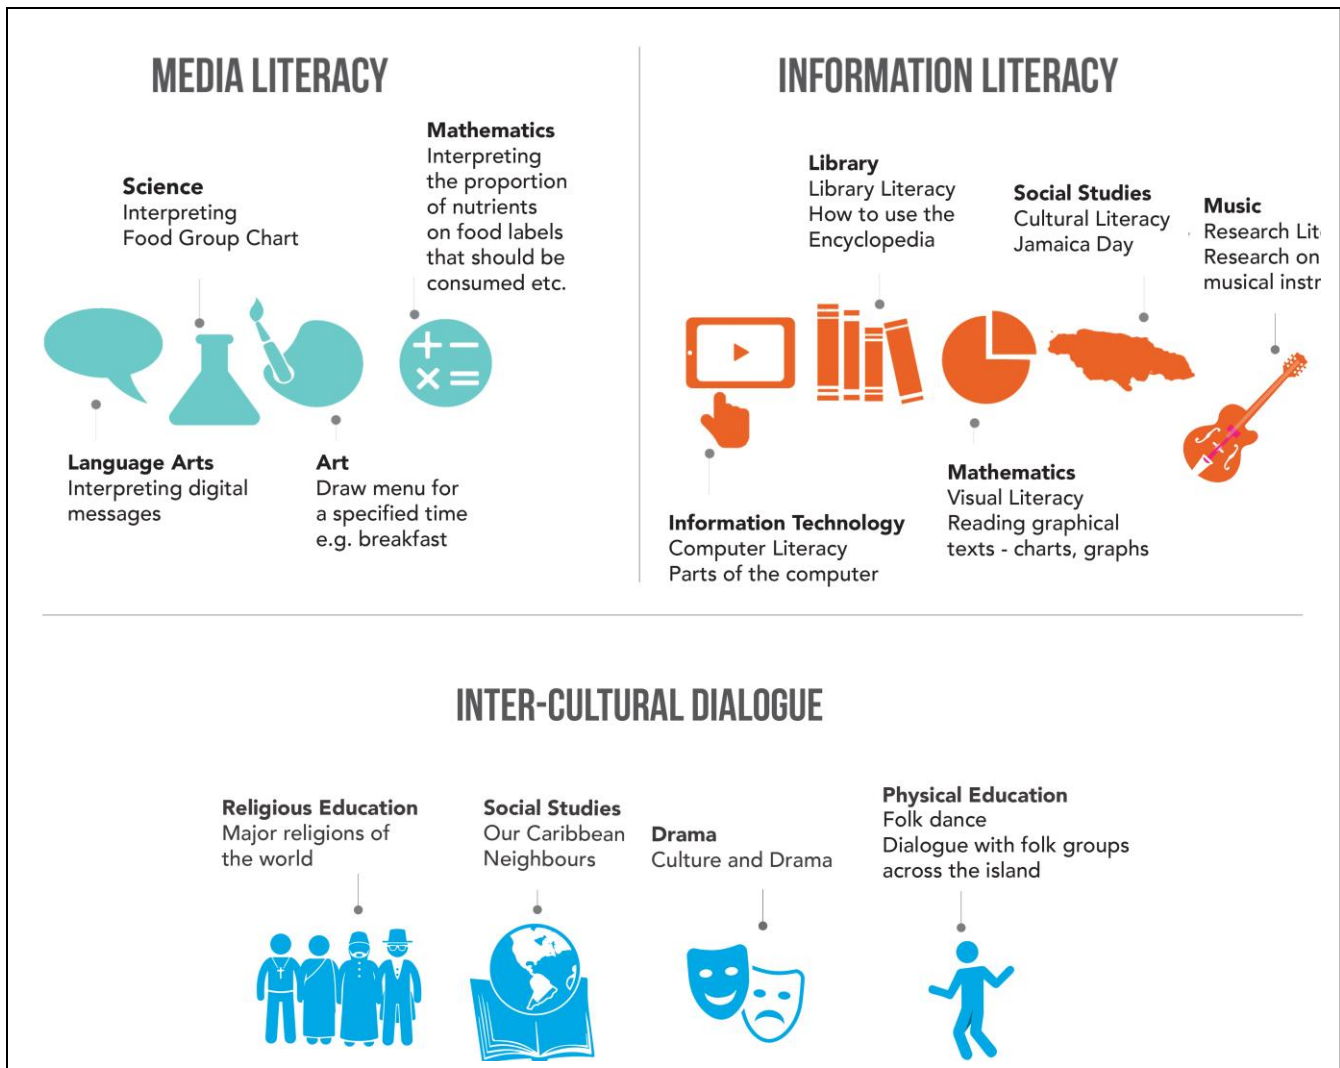 MEDIA LITERACY
Science
Interpreting
Food Group Chart
Mathematics
Interpreting
the proportion
of nutrients
on food labels
that should be
consumed etc.
Language Arts
Interpreting digital
messages
Art
Draw menu for
a specified time
e.g. breakfast
INFORMATION LITERACY
Library
Library Literacy
How to use the
Encyclopedia
Social Studies
Cultural Literacy
Jamaica Day
Music
Research
Research on
musical
Information Technology
Computer Literacy
Parts of the computer
Mathematics
Visual Literacy
Reading graphical
texts - charts, graphs
INTER-CULTURAL DIALOGUE
Religious Education
Major religions of
the world
Social Studies
Our Caribbean
Neighbours
Drama
Culture and Drama
Physical Education
Folk dance
Dialogue with folk groups
across the island